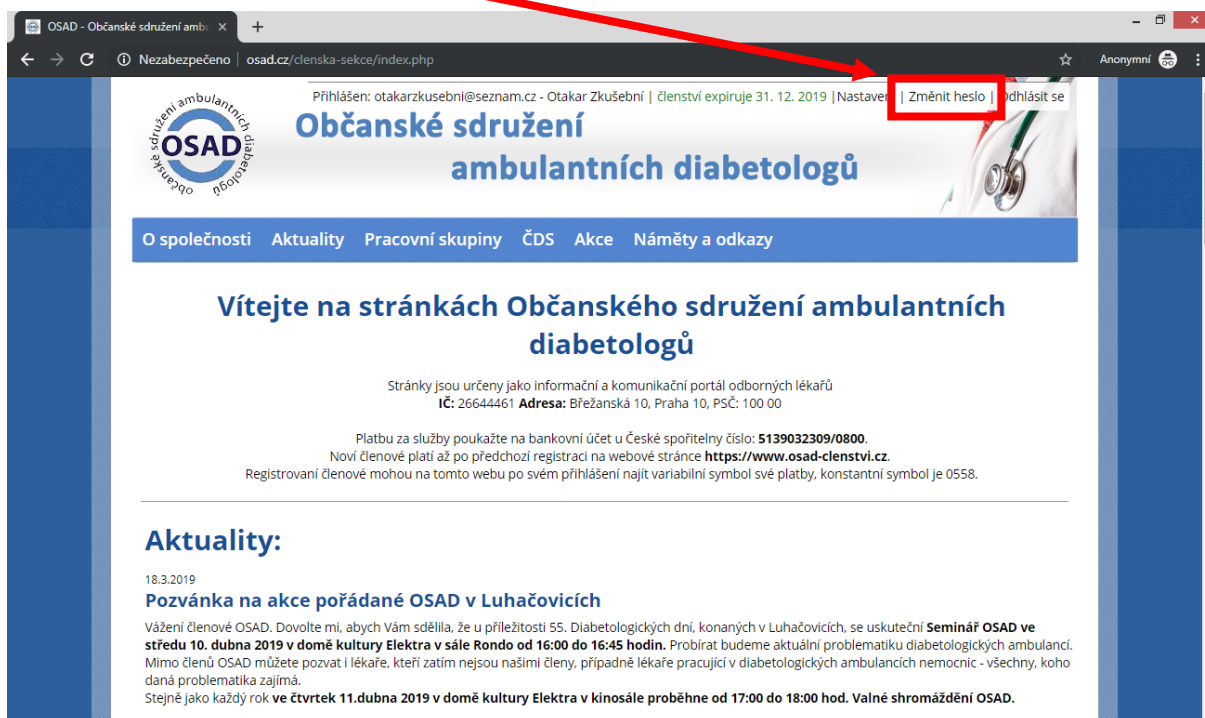 OSAD - Občanské sdružení amb
Nezabezpečeno | osad.cz/clenska-sekce/index.php
Anonymní
Přihlášen: otakarzkusebni@seznam.cz - Otakar Zkušební | členství expiruje 31. 12. 2019 |Nastavení | Změnit heslo | Odhlásit se
občanské sdružení ambulantních diabetologů
OSAD
Občanské sdružení
ambulantních diabetologů
O společnosti Aktuality Pracovní skupiny ČDS Akce Náměty a odkazy
Vítejte na stránkách Občanského sdružení ambulantních
diabetologů
Stránky jsou určeny jako informační a komunikační portál odborných lékařů
IČ: 26644461 Adresa: Břežanská 10, Praha 10, PSČ: 100 00
Platbu za služby poukažte na bankovní účet u České spořitelny číslo: 5139032309/0800.
Noví členové platí až po předchozí registraci na webové stránce https://www.osad-clenstvi.cz.
Registrovaní členové mohou na tomto webu po svém přihlášení najít variabilní symbol své platby, konstantní symbol je 0558.
Aktuality:
18.3.2019
Pozvánka na akce pořádané OSAD v Luhačovicích
Vážení členové OSAD. Dovolte mi, abych Vám sdělila, že u příležitosti 55. Diabetologických dní, konaných v Luhačovicích, se uskuteční Seminář OSAD ve
středu 10. dubna 2019 v domě kultury Elektra v sále Rondo od 16:00 do 16:45 hodin. Probírat budeme aktuální problematiku diabetologických ambulancí.
Mimo členů OSAD můžete pozvat i lékaře, kteří zatím nejsou našimi členy, případně lékaře pracující v diabetologických ambulancích nemocnic - všechny, koho
daná problematika zajímá.
Stejně jako každý rok ve čtvrtek 11.dubna 2019 v domě kultury Elektra v kinosále proběhne od 17:00 do 18:00 hod. Valné shromáždění OSAD.